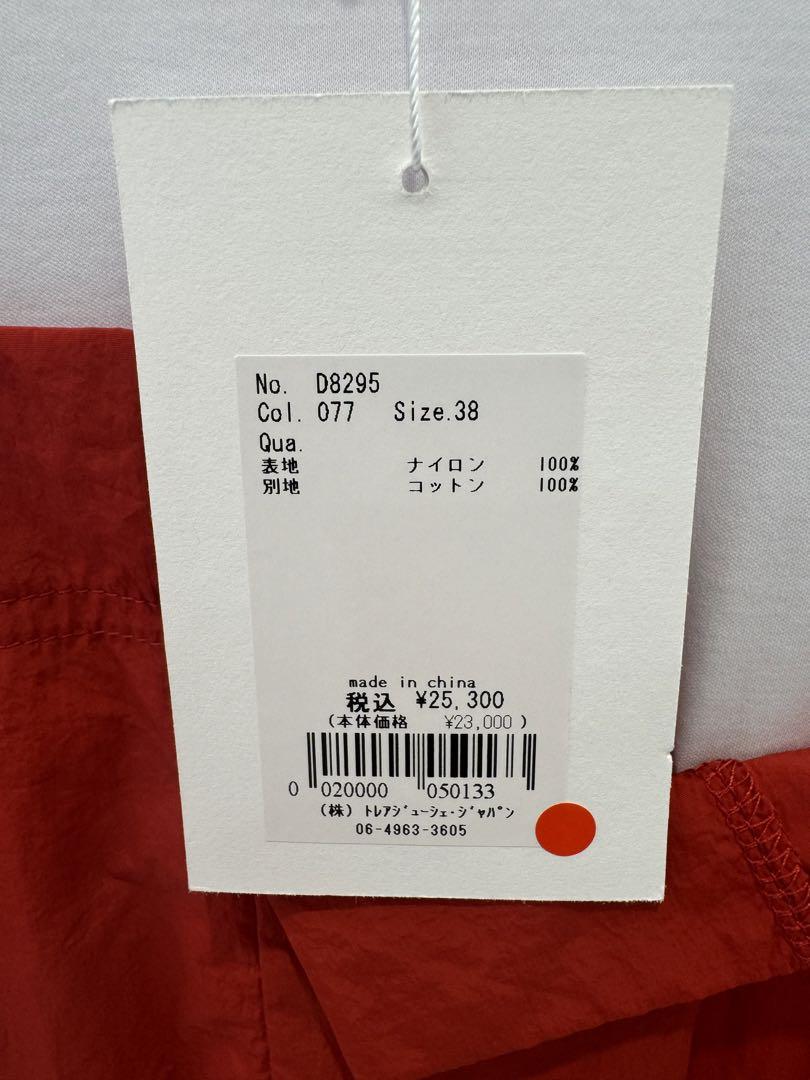 No. D8295
Col. 077 Size.38
Qua.
表地 ナイロン 100%
別地 コットン 100%
made in china
税込 ¥25,300
(本体価格 ¥23,000)
0 020000 050133
(株) ﾄﾚｱｼﾞｭｰｼｪ･ｼﾞｬﾊﾟﾝ
06-4963-3605